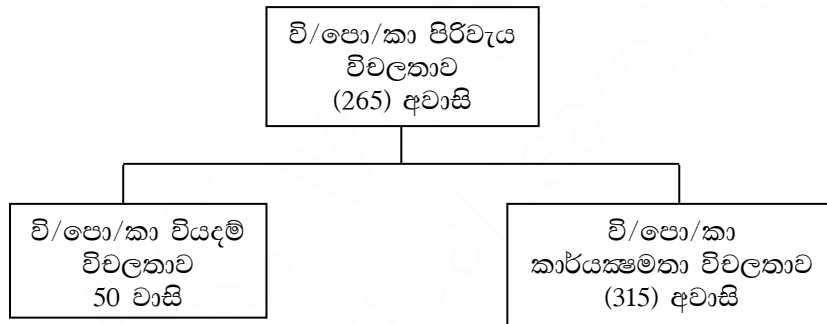 වි/පො/කා පිරිවැය
විචලතාව
(265) අවාසි
වි/පො/කා වියදම්
විචලතාව
50 වාසි
වි/පො/කා
කාර්යක්‍ෂමතා විචලතාව
(315) අවාසි